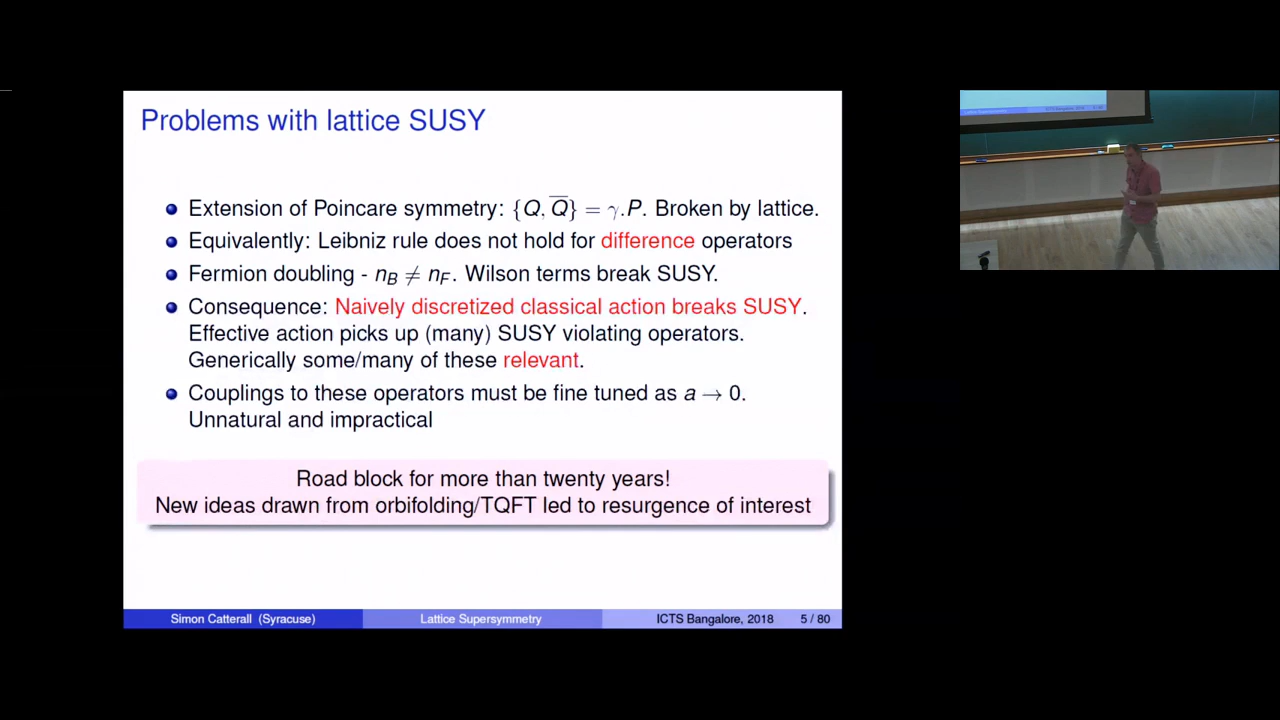 Problems with lattice SUSY
Extension of Poincare symmetry: {Q, Q̅} = γ.P. Broken by lattice.
Equivalently: Leibniz rule does not hold for difference operators
Fermion doubling - n_B ≠ n_F. Wilson terms break SUSY.
Consequence: Naively discretized classical action breaks SUSY.
Effective action picks up (many) SUSY violating operators.
Generically some/many of these relevant.
Couplings to these operators must be fine tuned as a → 0.
Unnatural and impractical
Road block for more than twenty years!
New ideas drawn from orbifolding/TQFT led to resurgence of interest
Simon Catterall (Syracuse) Lattice Supersymmetry ICTS Bangalore, 2018 5 / 80